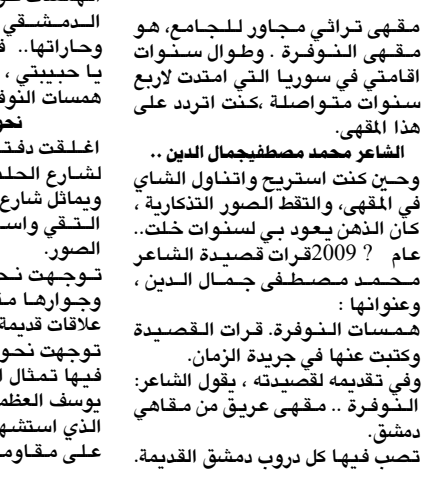 مقهى تراثي مجاور للجامع، هو
مقهى النوفرة . وطوال سنوات
اقامتي في سوريا التي امتدت لاربع
سنوات متواصلة ،كنت اتردد على
هذا المقهى.
الشاعر محمد مصطفيجمال الدين ..
وحين كنت استريح واتناول الشاي
في المقهى، والتقط الصور التذكارية ،
كان الذهن يعود بي لسنوات خلت..
عام ? 2009قرات قصيدة الشاعر
محمد مصطفى جمال الدين ،
وعنوانها :
همسات النوفرة. قرات القصيدة
وكتبت عنها في جريدة الزمان.
وفي تقديمه لقصيدته ، يقول الشاعر:
النوفرة .. مقهى عريق من مقاهي
دمشق.
تصب فيها كل دروب دمشق القديمة.
الدمشقي
وحاراتها..
يا حبيبتي ،
همسات النوف
نحو
اغلقت دفت
لشارع الحلب
ويماثل شارع
التقي واس
الصور.
توجهت نح
وجوارها م
علاقات قديمة
توجهت نحو
فيها تمثال ا
يوسف العظم
الذي استشه
على مقاوم